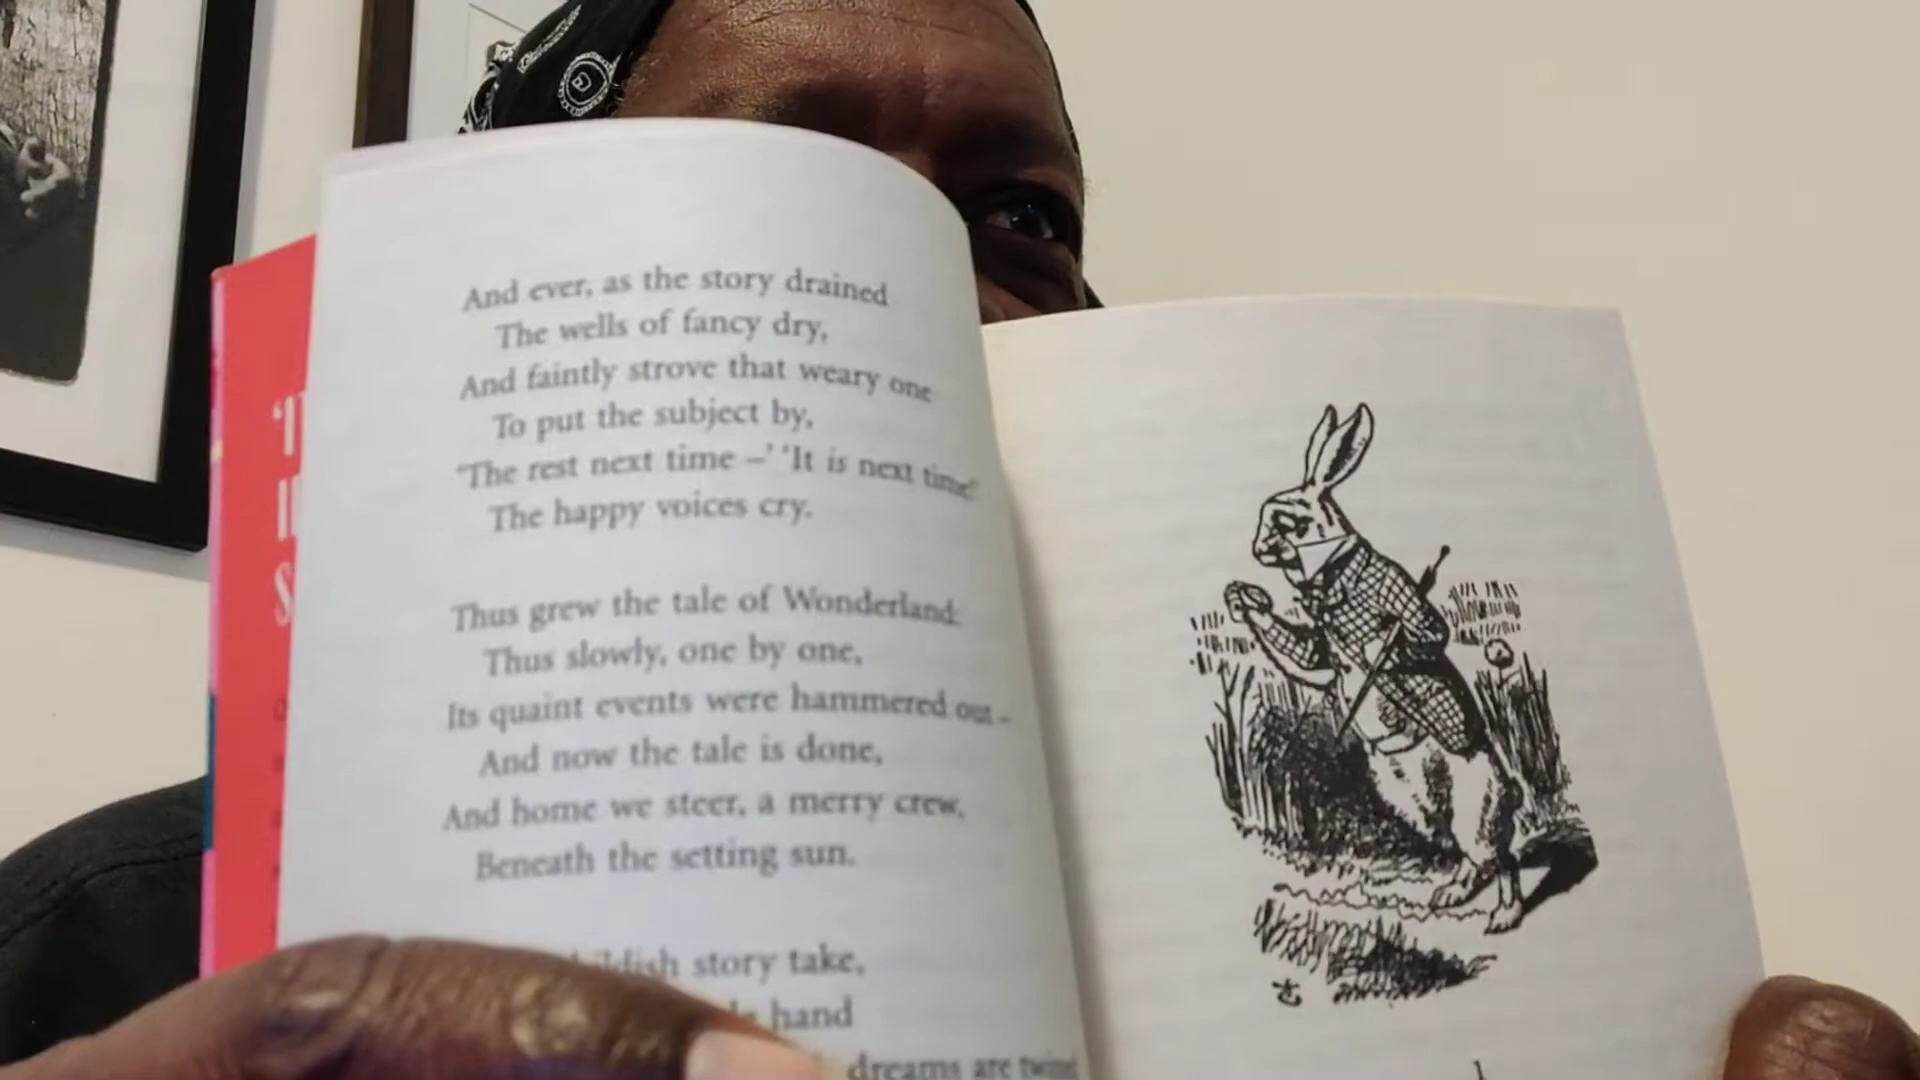 And ever, as the story drained
The wells of fancy dry,
And faintly strove that weary one
To put the subject by,
'The rest next time –' 'It is next time!'
The happy voices cry.
Thus grew the tale of Wonderland:
Thus slowly, one by one,
Its quaint events were hammered out –
And now the tale is done,
And home we steer, a merry crew,
Beneath the setting sun.
story take,
hand
dreams are